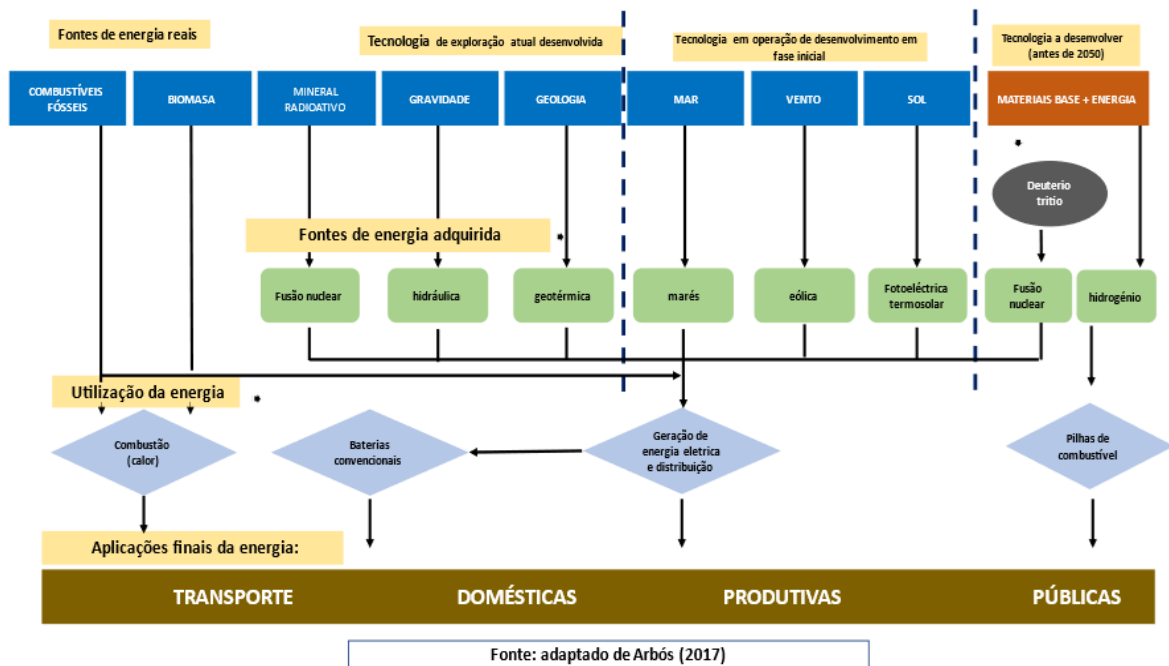 Fontes de energia reais
Tecnologia de exploração atual desenvolvida
Tecnologia em operação de desenvolvimento em
fase inicial
Tecnologia a desenvolver
(antes de 2050)
COMBUSTÍVEIS
FÓSSEIS
BIOMASA
MINERAL
RADIOATIVO
GRAVIDADE
GEOLOGIA
MAR
VENTO
SOL
MATERIAIS BASE + ENERGIA
Deuterio
tritio
Fontes de energia adquirida
Fusão nuclear
hidráulica
geotérmica
marés
eólica
Fotoeléctrica
termosolar
Fusão
nuclear
hidrogénio
Utilização da energia
Combustão
(calor)
Baterias
convencionais
Geração de
energia eletrica
e distribuição
Pilhas de
combustível
Aplicações finais da energia:
TRANSPORTE
DOMÉSTICAS
PRODUTIVAS
PÚBLICAS
Fonte: adaptado de Arbós (2017)